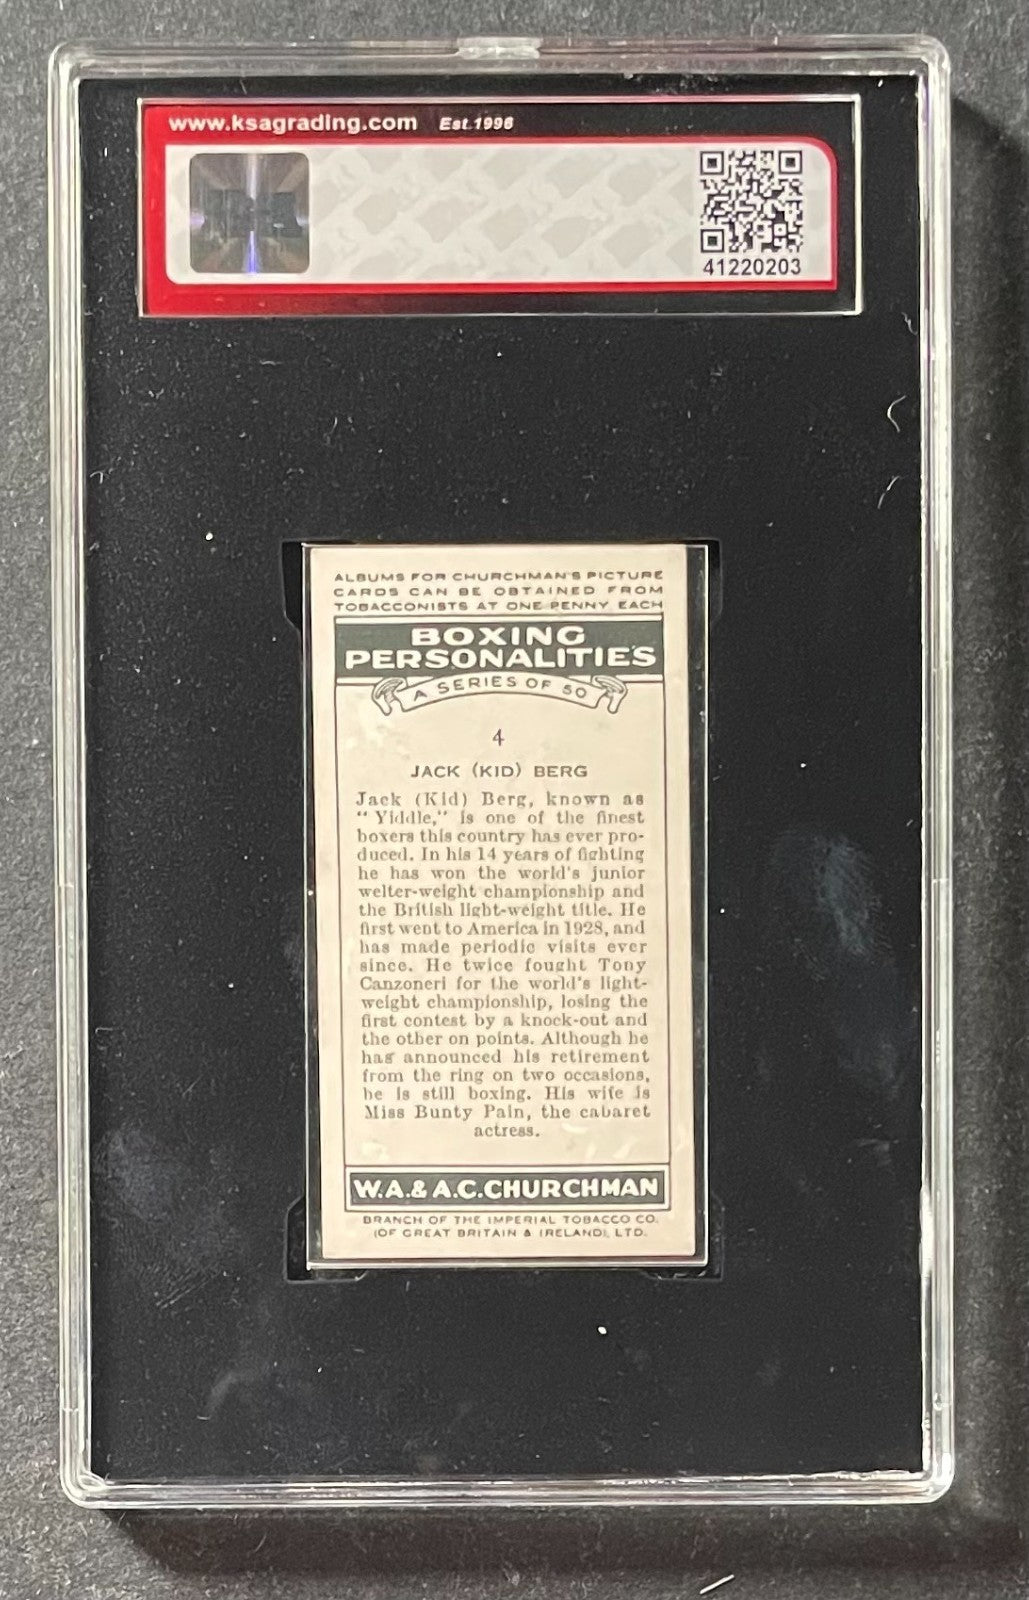 www.ksagrading.com Est.1996
41220203
ALBUMS FOR CHURCHMAN'S PICTURE
CARDS CAN BE OBTAINED FROM
TOBACCONISTS AT ONE PENNY EACH
BOXING
PERSONALITIES
A SERIES OF 50
4
JACK (KID) BERG
Jack (Kid) Berg, known as
"Yiddle," is one of the finest
boxers this country has ever pro-
duced. In his 14 years of fighting
he has won the world's junior
welter-weight championship and
the British light-weight title. He
first went to America in 1928, and
has made periodic visits ever
since. He twice fought Tony
Canzoneri for the world's light-
weight championship, losing the
first contest by a knock-out and
the other on points. Although he
has announced his retirement
from the ring on two occasions,
he is still boxing. His wife is
Miss Bunty Pain, the cabaret
actress.
W.A.& A.C.CHURCHMAN
BRANCH OF THE IMPERIAL TOBACCO CO.
(OF GREAT BRITAIN & IRELAND), LTD.